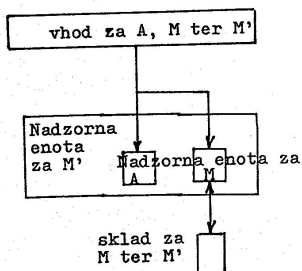 vhod za A, M ter M'
Nadzorna
enota
za M'
Nadzorna enota za
A
M
sklad za
M ter M'